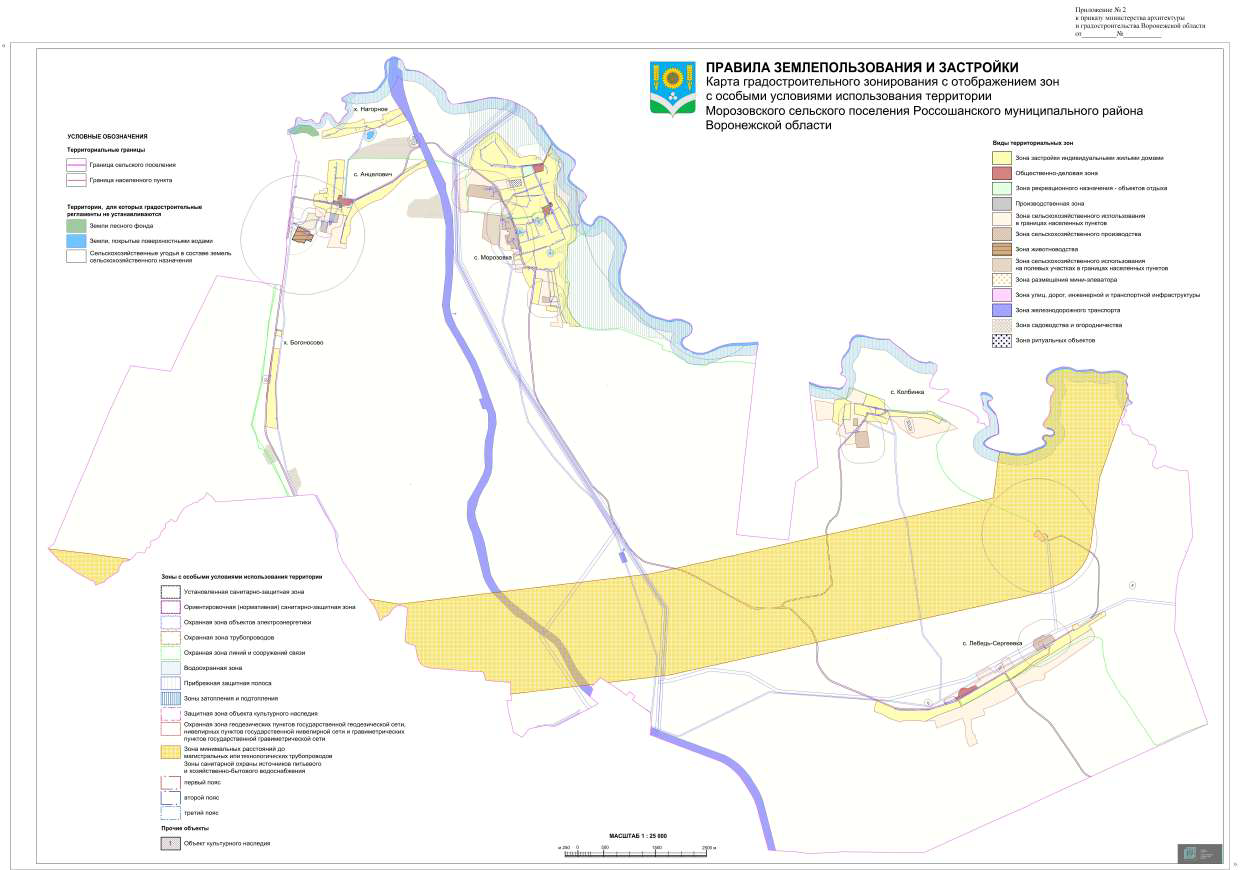 Приложение № 2
к приказу министерства архитектуры
и градостроительства Воронежской области
от__________№____________
ПРАВИЛА ЗЕМЛЕПОЛЬЗОВАНИЯ И ЗАСТРОЙКИ
Карта градостроительного зонирования с отображением зон
с особыми условиями использования территории
Морозовского сельского поселения Россошанского муниципального района
Воронежской области
УСЛОВНЫЕ ОБОЗНАЧЕНИЯ
Территориальные границы
Граница сельского поселения
Граница населенного пункта
Территории, для которых градостроительные
регламенты не устанавливаются
Земли лесного фонда
Земли, покрытые поверхностными водами
Сельскохозяйственные угодья в составе земель
сельскохозяйственного назначения
Виды территориальных зон
Зона застройки индивидуальными жилыми домами
Общественно-деловая зона
Зона рекреационного назначения - объектов отдыха
Производственная зона
Зона сельскохозяйственного использования
в границах населенных пунктов
Зона сельскохозяйственного производства
Зона животноводства
Зона сельскохозяйственного использования
на полевых участках в границах населенных пунктов
Зона размещения мини-элеватора
Зона улиц, дорог, инженерной и транспортной инфраструктуры
Зона железнодорожного транспорта
Зона садоводства и огородничества
Зона ритуальных объектов
х. Нагорное
с. Анцелович
с. Морозовка
х. Богоносово
с. Колбинка
с. Лебедь-Сергеевка
Зоны с особыми условиями использования территории
Установленная санитарно-защитная зона
Ориентировочная (нормативная) санитарно-защитная зона
Охранная зона объектов электроэнергетики
Охранная зона трубопроводов
Охранная зона линий и сооружений связи
Водоохранная зона
Прибрежная защитная полоса
Зоны затопления и подтопления
Защитная зона объекта культурного наследия
Охранная зона геодезических пунктов государственной геодезической сети,
нивелирных пунктов государственной нивелирной сети и гравиметрических
пунктов государственной гравиметрической сети
Зона минимальных расстояний до
магистральных или технологических трубопроводов
Зоны санитарной охраны источников питьевого
и хозяйственно-бытового водоснабжения
первый пояс
второй пояс
третий пояс
Прочие объекты
1 Объект культурного наследия
МАСШТАБ 1 : 25 000
м 250 0 500 1500 2500 м